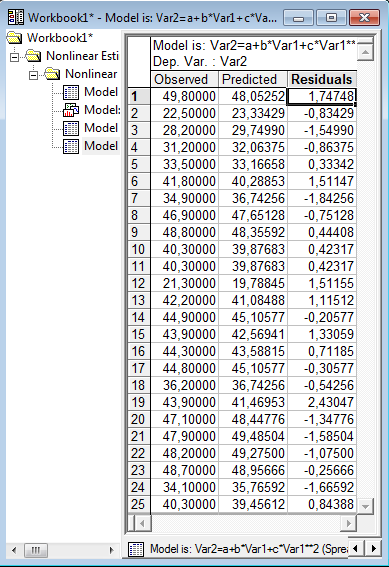 Workbook1* - Model is: Var2=a+b*Var1+c*Va...
Workbook1*
Nonlinear Esti
Nonlinear
Model
Model:
Model
Model
Model is: Var2=a+b*Var1+c*Var1**
Dep. Var. : Var2
Observed Predicted Residuals
1 49,80000 48,05252 1,74748
2 22,50000 23,33429 -0,83429
3 28,20000 29,74990 -1,54990
4 31,20000 32,06375 -0,86375
5 33,50000 33,16658 0,33342
6 41,80000 40,28853 1,51147
7 34,90000 36,74256 -1,84256
8 46,90000 47,65128 -0,75128
9 48,80000 48,35592 0,44408
10 40,30000 39,87683 0,42317
11 40,30000 39,87683 0,42317
12 21,30000 19,78845 1,51155
13 42,20000 41,08488 1,11512
14 44,90000 45,10577 -0,20577
15 43,90000 42,56941 1,33059
16 44,30000 43,58815 0,71185
17 44,80000 45,10577 -0,30577
18 36,20000 36,74256 -0,54256
19 43,90000 41,46953 2,43047
20 47,10000 48,44776 -1,34776
21 47,90000 49,48504 -1,58504
22 48,20000 49,27500 -1,07500
23 48,70000 48,95666 -0,25666
24 34,10000 35,76592 -1,66592
25 40,30000 39,45612 0,84388
Model is: Var2=a+b*Var1+c*Var1**2 (Sprea